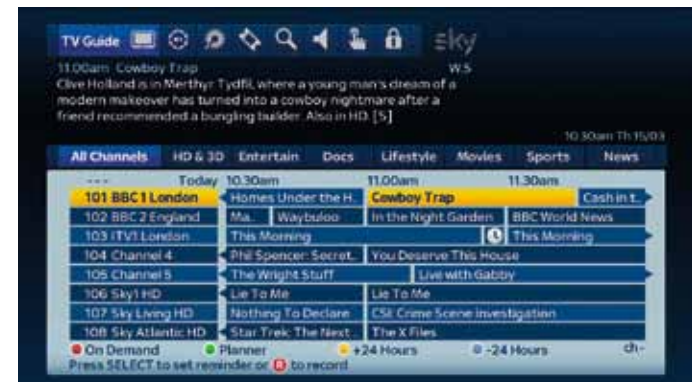 TV Guide
sky
11.00am Cowboy Trap W,S
Clive Holland is in Merthyr Tydfil, where a young man's dream of a
modern makeover has turned into a cowboy nightmare after a
friend recommended a bungling builder. Also in HD. [S]
10.30am Th 15/03
All Channels HD & 3D Entertain Docs Lifestyle Movies Sports News
--- Today 10.30am 11.00am 11.30am
101 BBC 1 London Homes Under the H.. Cowboy Trap Cash in t..
102 BBC 2 England Ma.. Waybuloo In the Night Garden BBC World News
103 ITV1 London This Morning This Morning
104 Channel 4 Phil Spencer: Secret.. You Deserve This House
105 Channel 5 The Wright Stuff Live with Gabby
106 Sky1 HD Lie To Me Lie To Me
107 Sky Living HD Nothing To Declare CSI: Crime Scene Investigation
108 Sky Atlantic HD Star Trek: The Next.. The X Files
On Demand Planner +24 Hours -24 Hours ch-
Press SELECT to set reminder or R to record